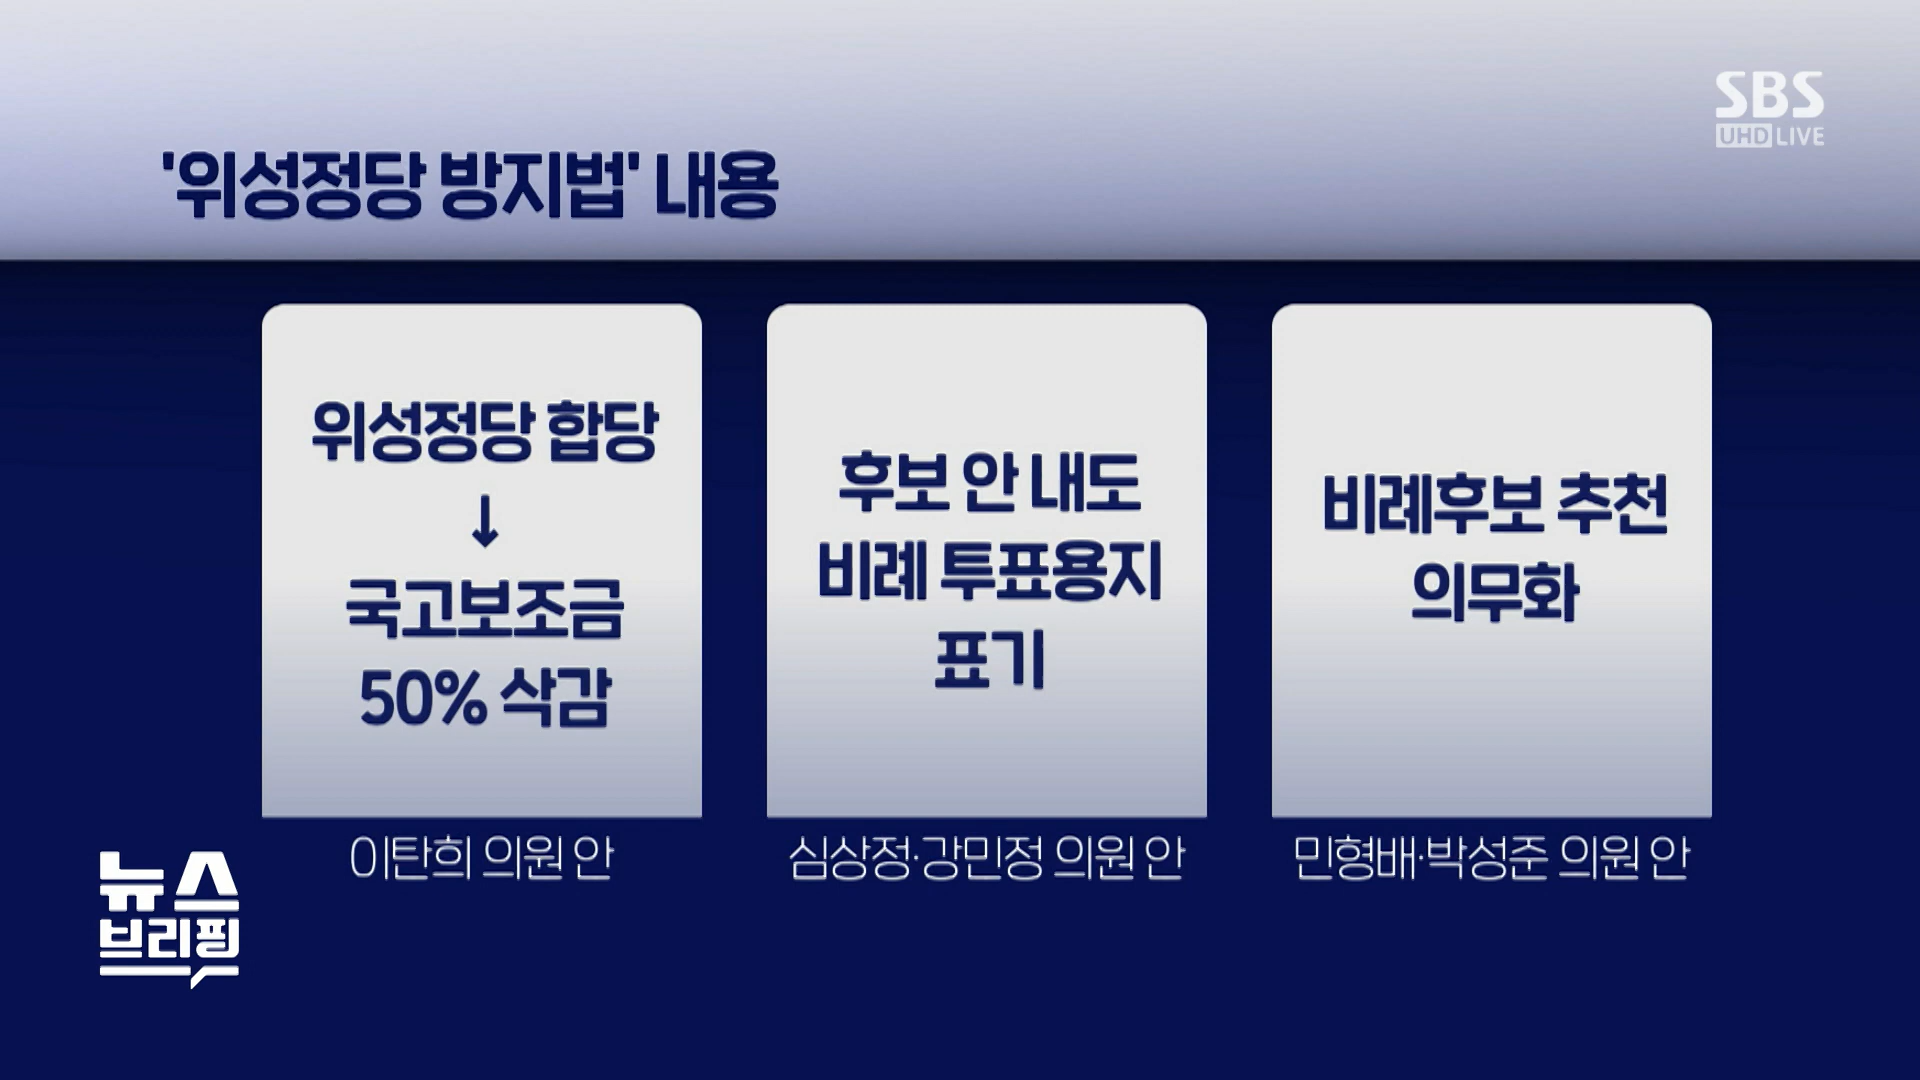 SBS
UHD LIVE
'위성정당 방지법' 내용
위성정당 합당
↓
국고보조금
50% 삭감
이탄희 의원 안
후보 안 내도
비례 투표용지
표기
심상정·강민정 의원 안
비례후보 추천
의무화
민형배·박성준 의원 안
뉴스
브리핑